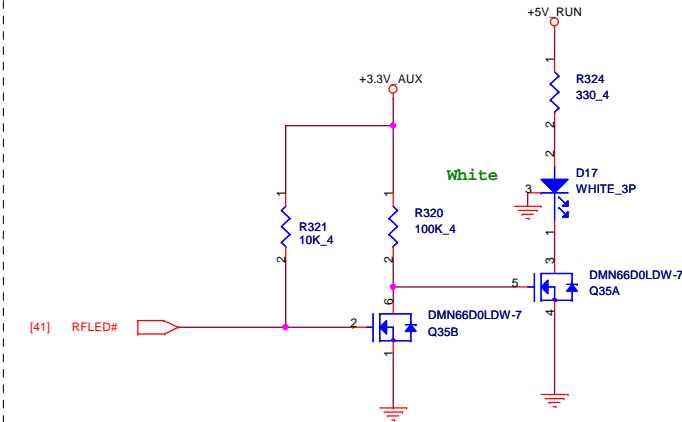 +5V_RUN
+3.3V_AUX
1
R324
330_4
2
White
2
D17
WHITE_3P
3
1
1
R321
10K_4
2
1
R320
100K_4
2
3
5
DMN66D0LDW-7
Q35A
4
6
DMN66D0LDW-7
Q35B
2
1
[41] RFLED#